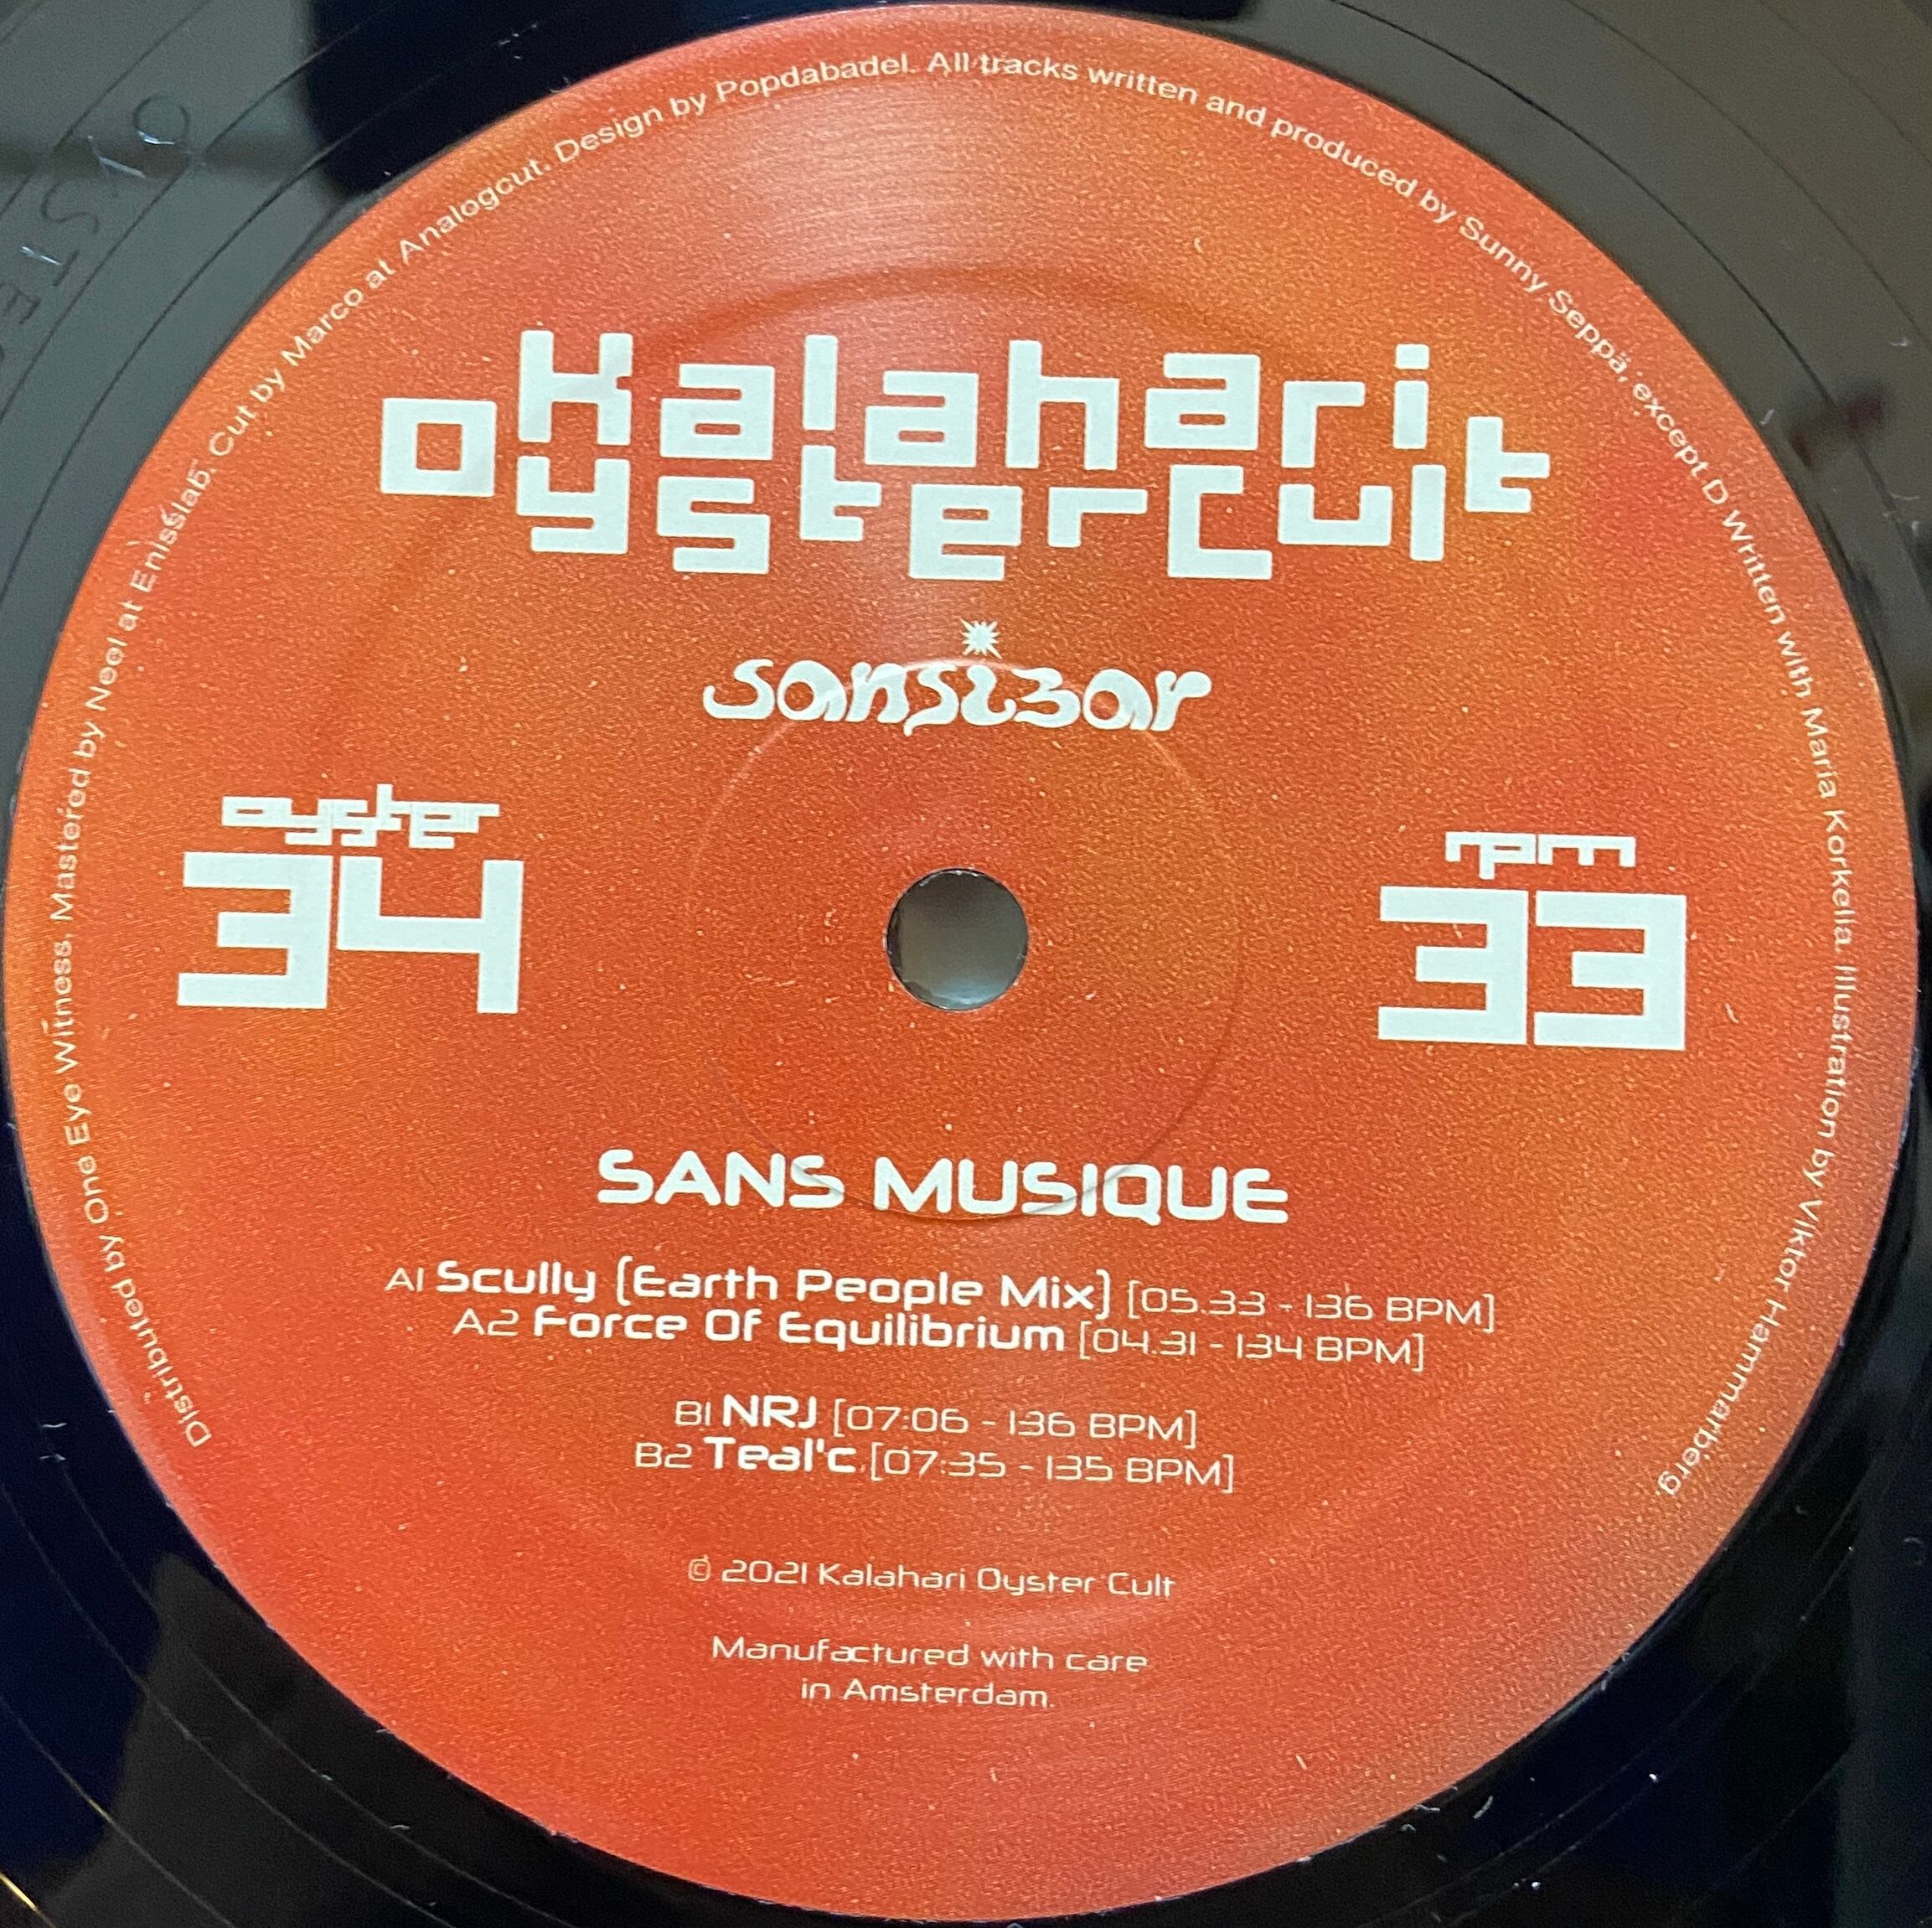 Distributed by One Eye Witness. Mastered by Neel at Enisslab. Cut by Marco at Analogcut. Design by Popdabadel. All tracks written and produced by Sunny Seppä, except D Written with Maria Korkeila. Illustration by Viktor Hammarberg.
Kalahari
oysterCult
sansibar
oyster
34
rpm
33
SANS MUSIQUE
A1 Scully (Earth People Mix) [05.33 - 136 BPM]
A2 Force Of Equilibrium [04.31 - 134 BPM]
B1 NRJ [07:06 - 136 BPM]
B2 Teal'c [07:35 - 135 BPM]
© 2021 Kalahari Oyster Cult
Manufactured with care
in Amsterdam.